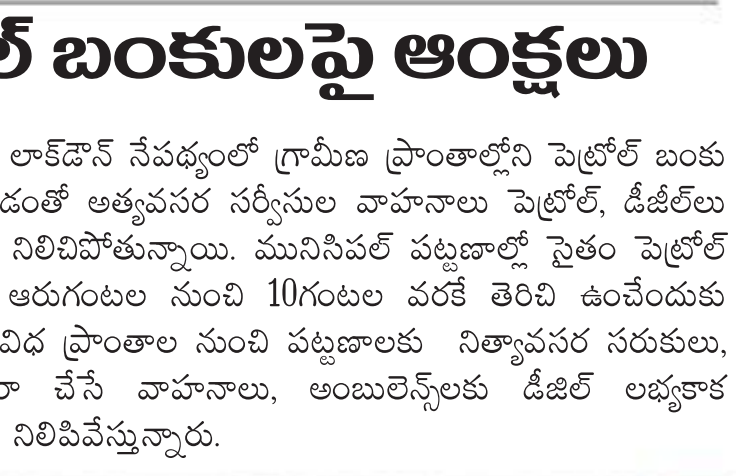 బంకులపై ఆంక్షలు
లాక్‌డౌన్ నేపథ్యంలో గ్రామీణ ప్రాంతాల్లోని పెట్రోల్ బంకు
డంతో అత్యవసర సర్వీసుల వాహనాలు పెట్రోల్, డీజీల్‌లు
నిలిచిపోతున్నాయి. మునిసిపల్ పట్టణాల్లో సైతం పెట్రోల్
ఆరుగంటల నుంచి 10గంటల వరకే తెరిచి ఉంచేందుకు
విధ ప్రాంతాల నుంచి పట్టణాలకు నిత్యావసర సరుకులు,
చేసే వాహనాలు, అంబులెన్స్‌లకు డీజిల్ లభ్యకాక
నిలిపివేస్తున్నారు.